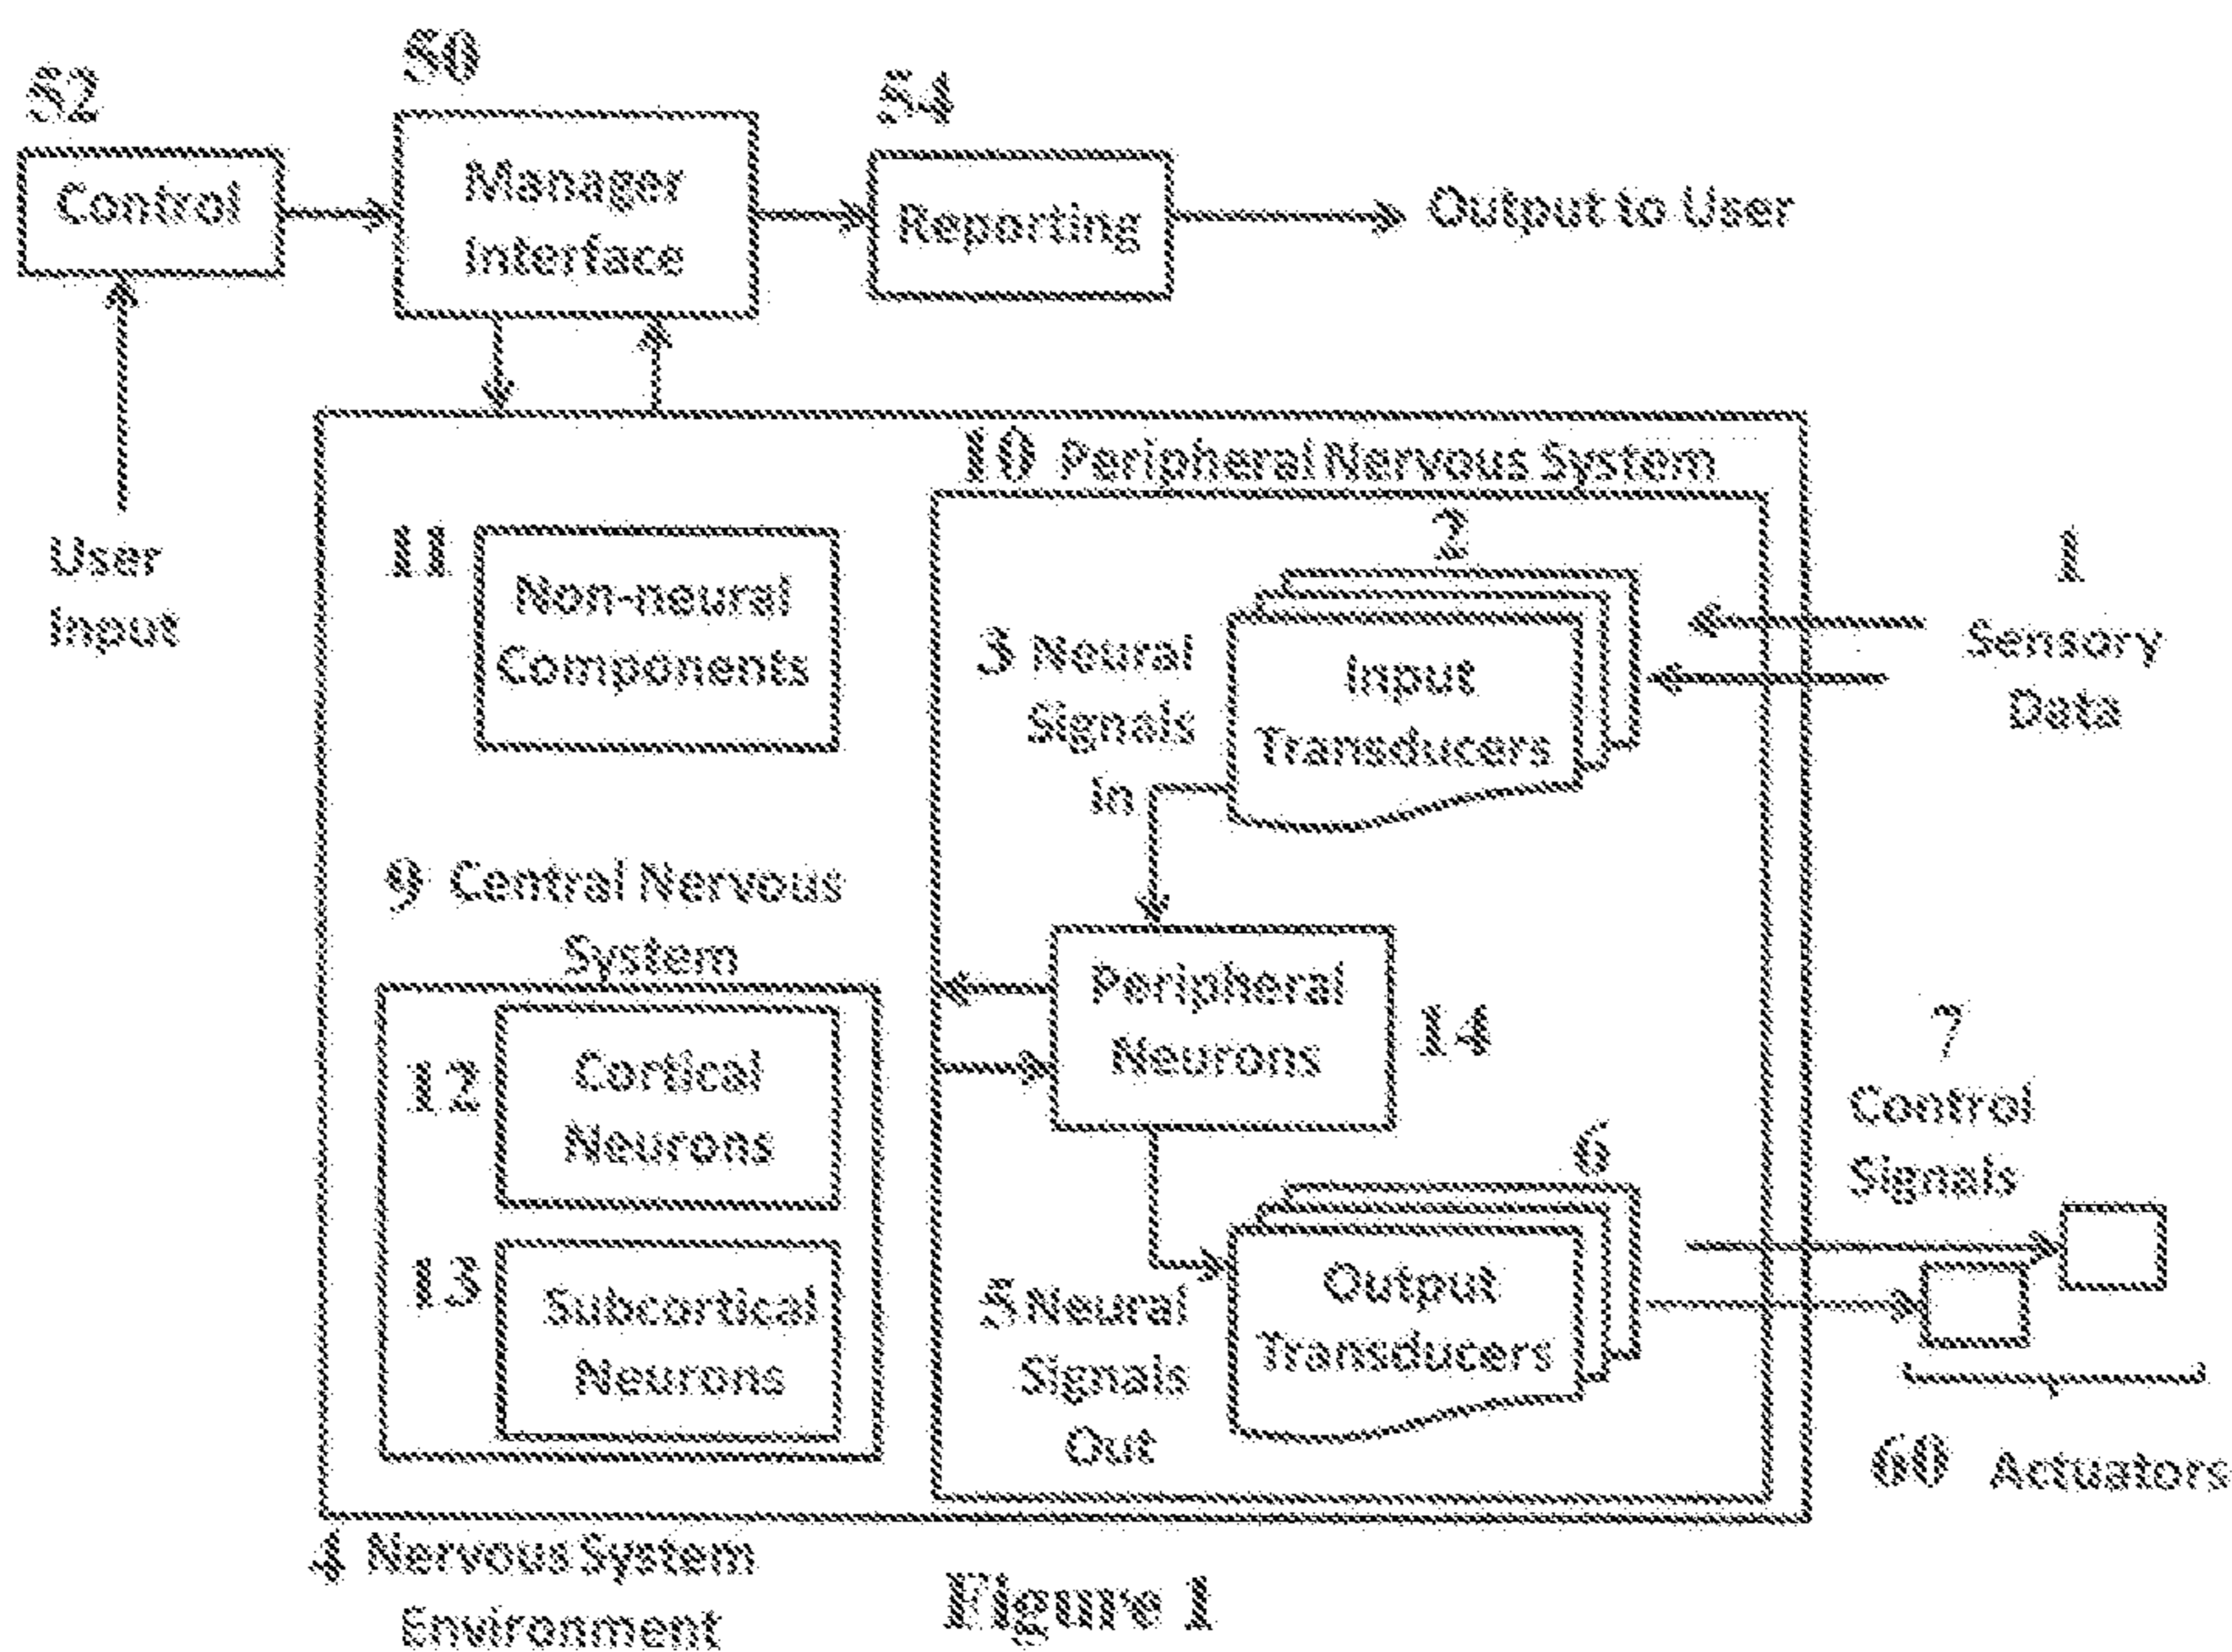 52
50
54
Control
Manager
Interface
Reporting
Output to User
User
Input
10 Peripheral Nervous System
11
Non-neural
Components
2
Input
Transducers
1
Sensory
Data
3 Neural
Signals
In
9 Central Nervous
System
12
Cortical
Neurons
13
Subcortical
Neurons
Peripheral
Neurons
14
6
Output
Transducers
5 Neural
Signals
Out
7
Control
Signals
60 Actuators
4 Nervous System
Environment
Figure 1